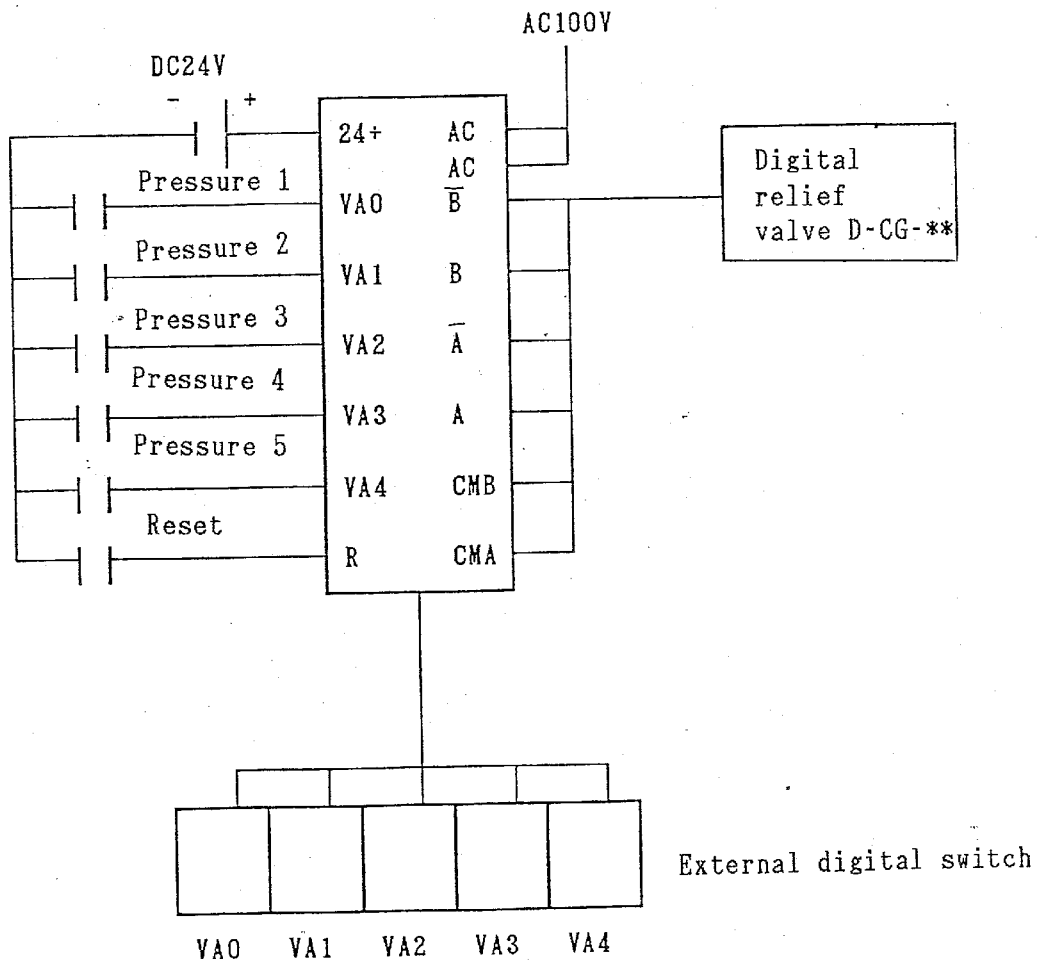 AC100V
DC24V
- +
24+ AC
AC
Pressure 1
VA0 B̅
Pressure 2
VA1 B
Pressure 3
VA2 A̅
Pressure 4
VA3 A
Pressure 5
VA4 CMB
Reset
R CMA
Digital
relief
valve D-CG-**
External digital switch
VA0 VA1 VA2 VA3 VA4